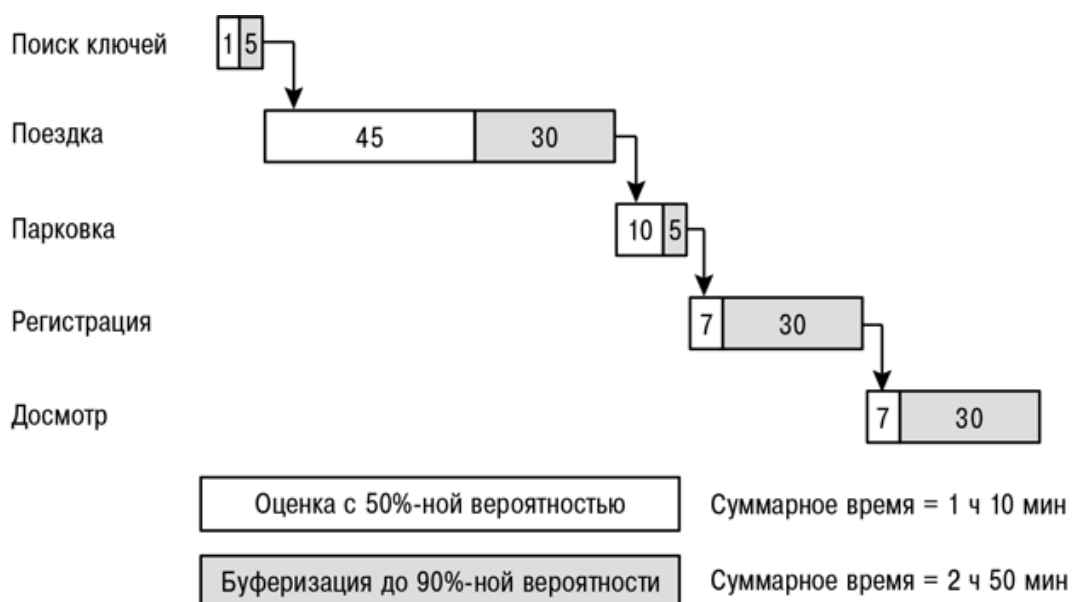 Поиск ключей 1 5
Поездка 45 30
Парковка 10 5
Регистрация 7 30
Досмотр 7 30
Оценка с 50%-ной вероятностью Суммарное время = 1 ч 10 мин
Буферизация до 90%-ной вероятности Суммарное время = 2 ч 50 мин